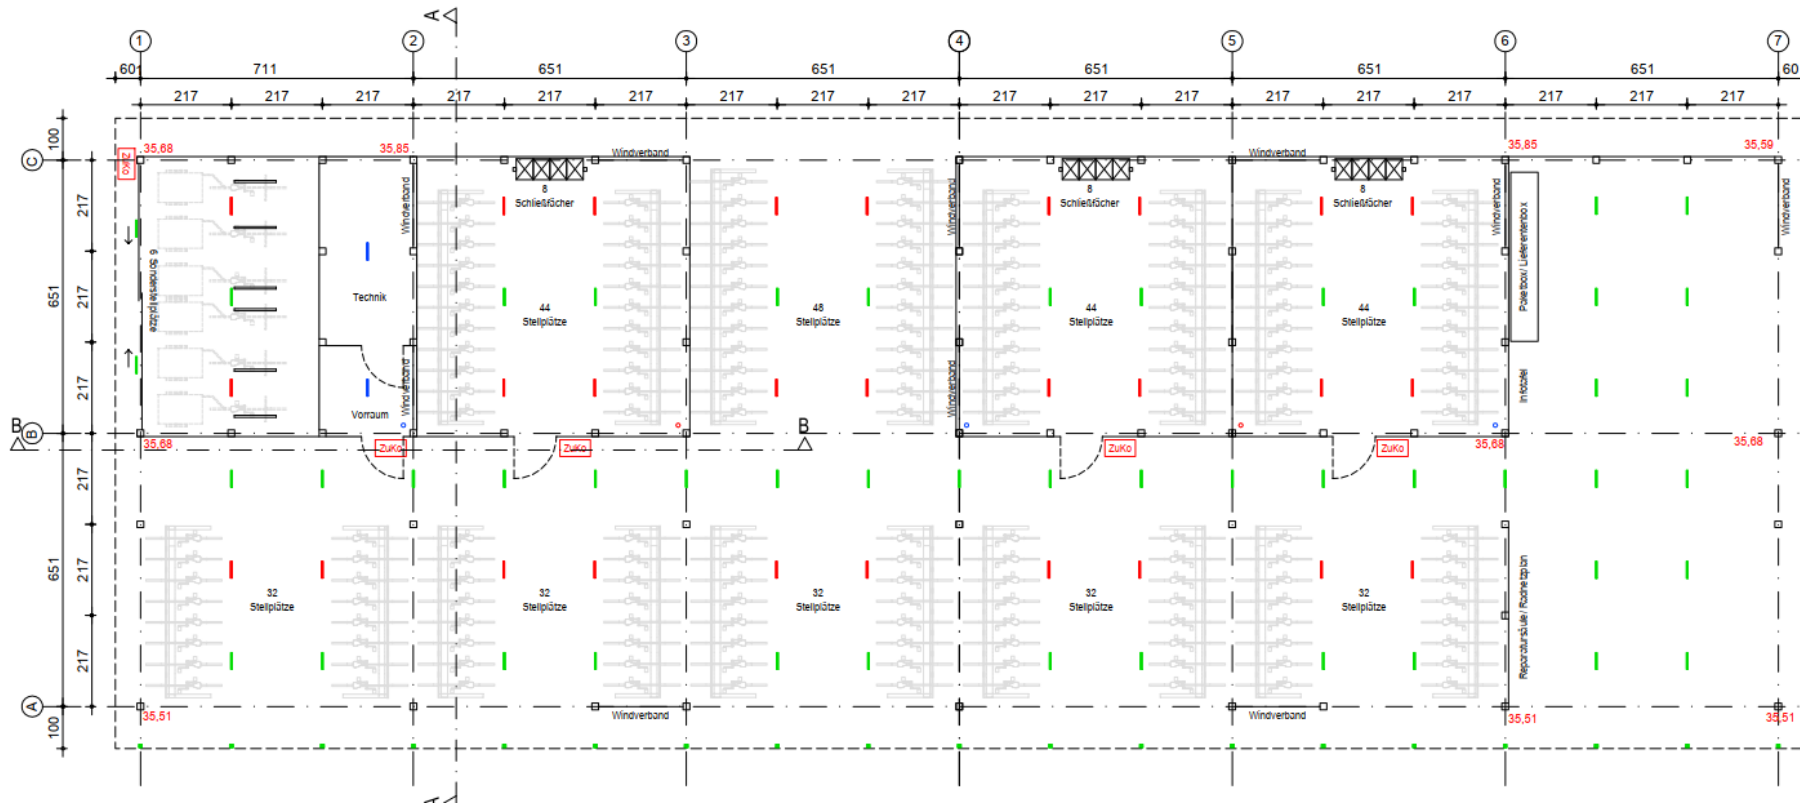 A
1 2 3 4 5 6 7
601 711 651 651 651 651 651 60
217 217 217 217 217 217 217 217 217 217 217 217 217 217 217 217 217 217
100
C
ZuKo
35,68 35,85 Windverband Windverband 35,85 35,59
8 8 8
Schließfächer Schließfächer Schließfächer
Windverband Windverband Windverband Windverband
217
651
217
217
6 Sonderstellplätze
Technik
44 48 44 44
Stellplätze Stellplätze Stellplätze Stellplätze
Paketbox/ Lieferantenbox
Infotafel
Windverband Windverband
Vorraum
B B B
35,68 ZuKo ZuKo ZuKo ZuKo 35,68 35,68
217
651
217
217
32 32 32 32 32
Stellplätze Stellplätze Stellplätze Stellplätze Stellplätze
Reparatursäule/ Radnetzplan
A
35,51 Windverband Windverband 35,51 35,51
100
A